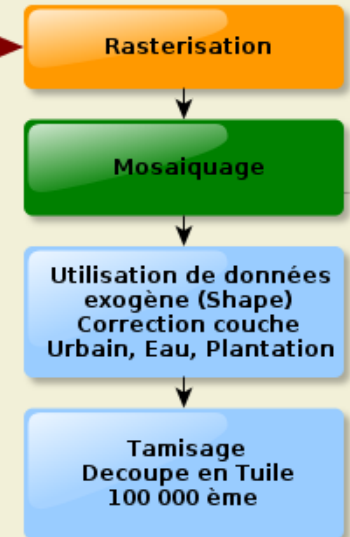 Rasterisation
Mosaiquage
Utilisation de données
exogène (Shape)
Correction couche
Urbain, Eau, Plantation
Tamisage
Decoupe en Tuile
100 000 ème